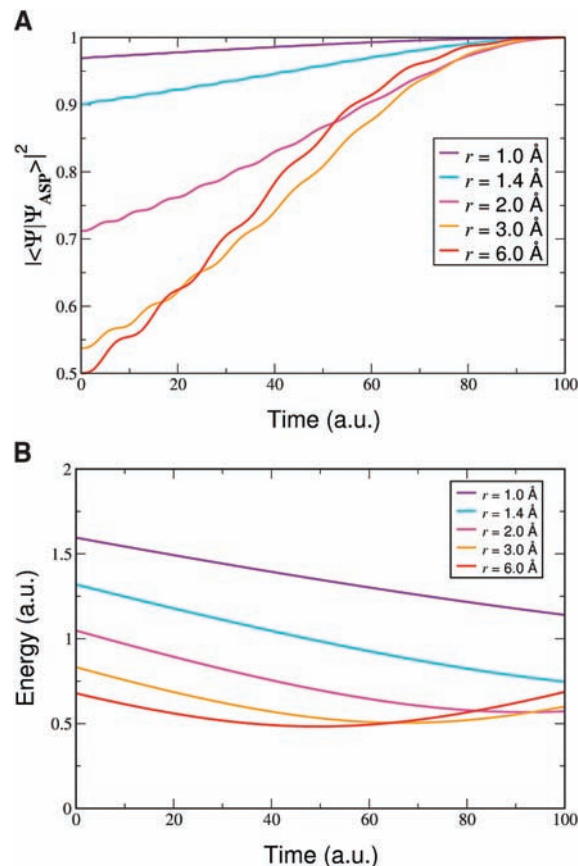 A
|<Ψ|Ψ_ASP>|²
1
0.9
0.8
0.7
0.6
0.5
r = 1.0 Å
r = 1.4 Å
r = 2.0 Å
r = 3.0 Å
r = 6.0 Å
0 20 40 60 80 100
Time (a.u.)
B
Energy (a.u.)
2
1.5
1
0.5
0
r = 1.0 Å
r = 1.4 Å
r = 2.0 Å
r = 3.0 Å
r = 6.0 Å
0 20 40 60 80 100
Time (a.u.)